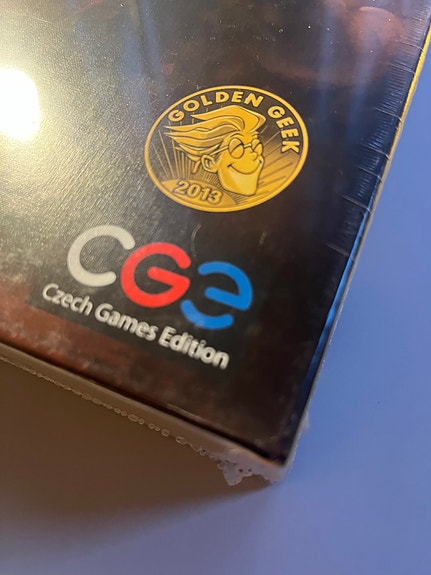 GOLDEN GEEK
2013
CGE
Czech Games Edition